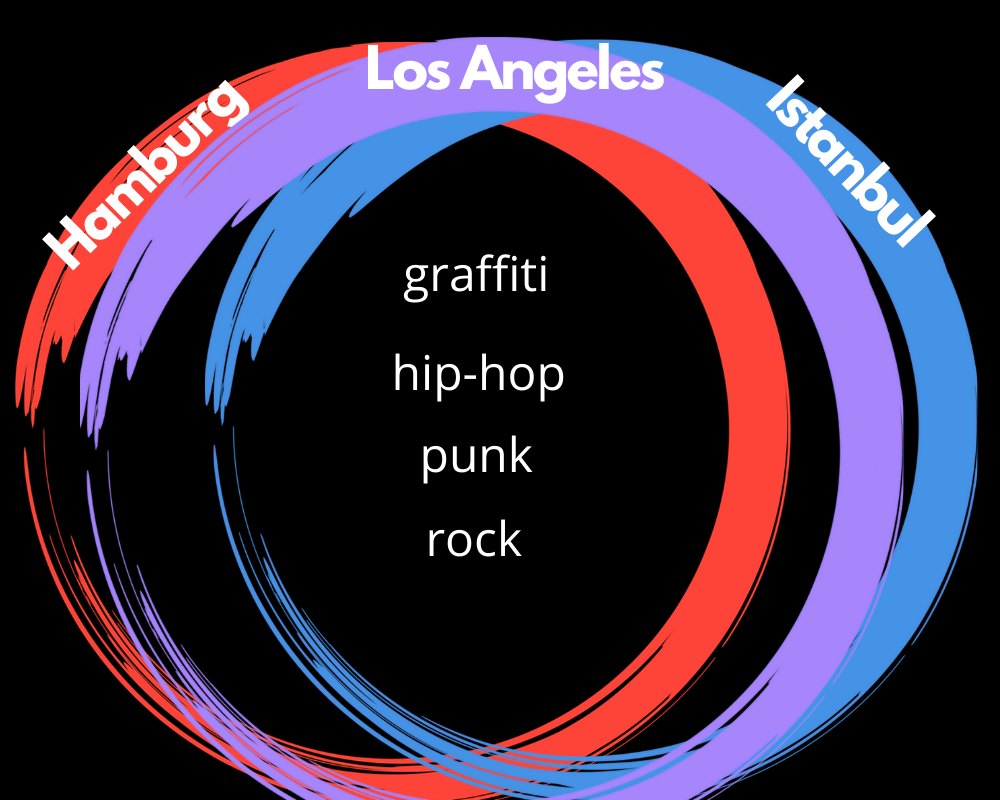 Hamburg
Los Angeles
Istanbul
graffiti
hip-hop
punk
rock